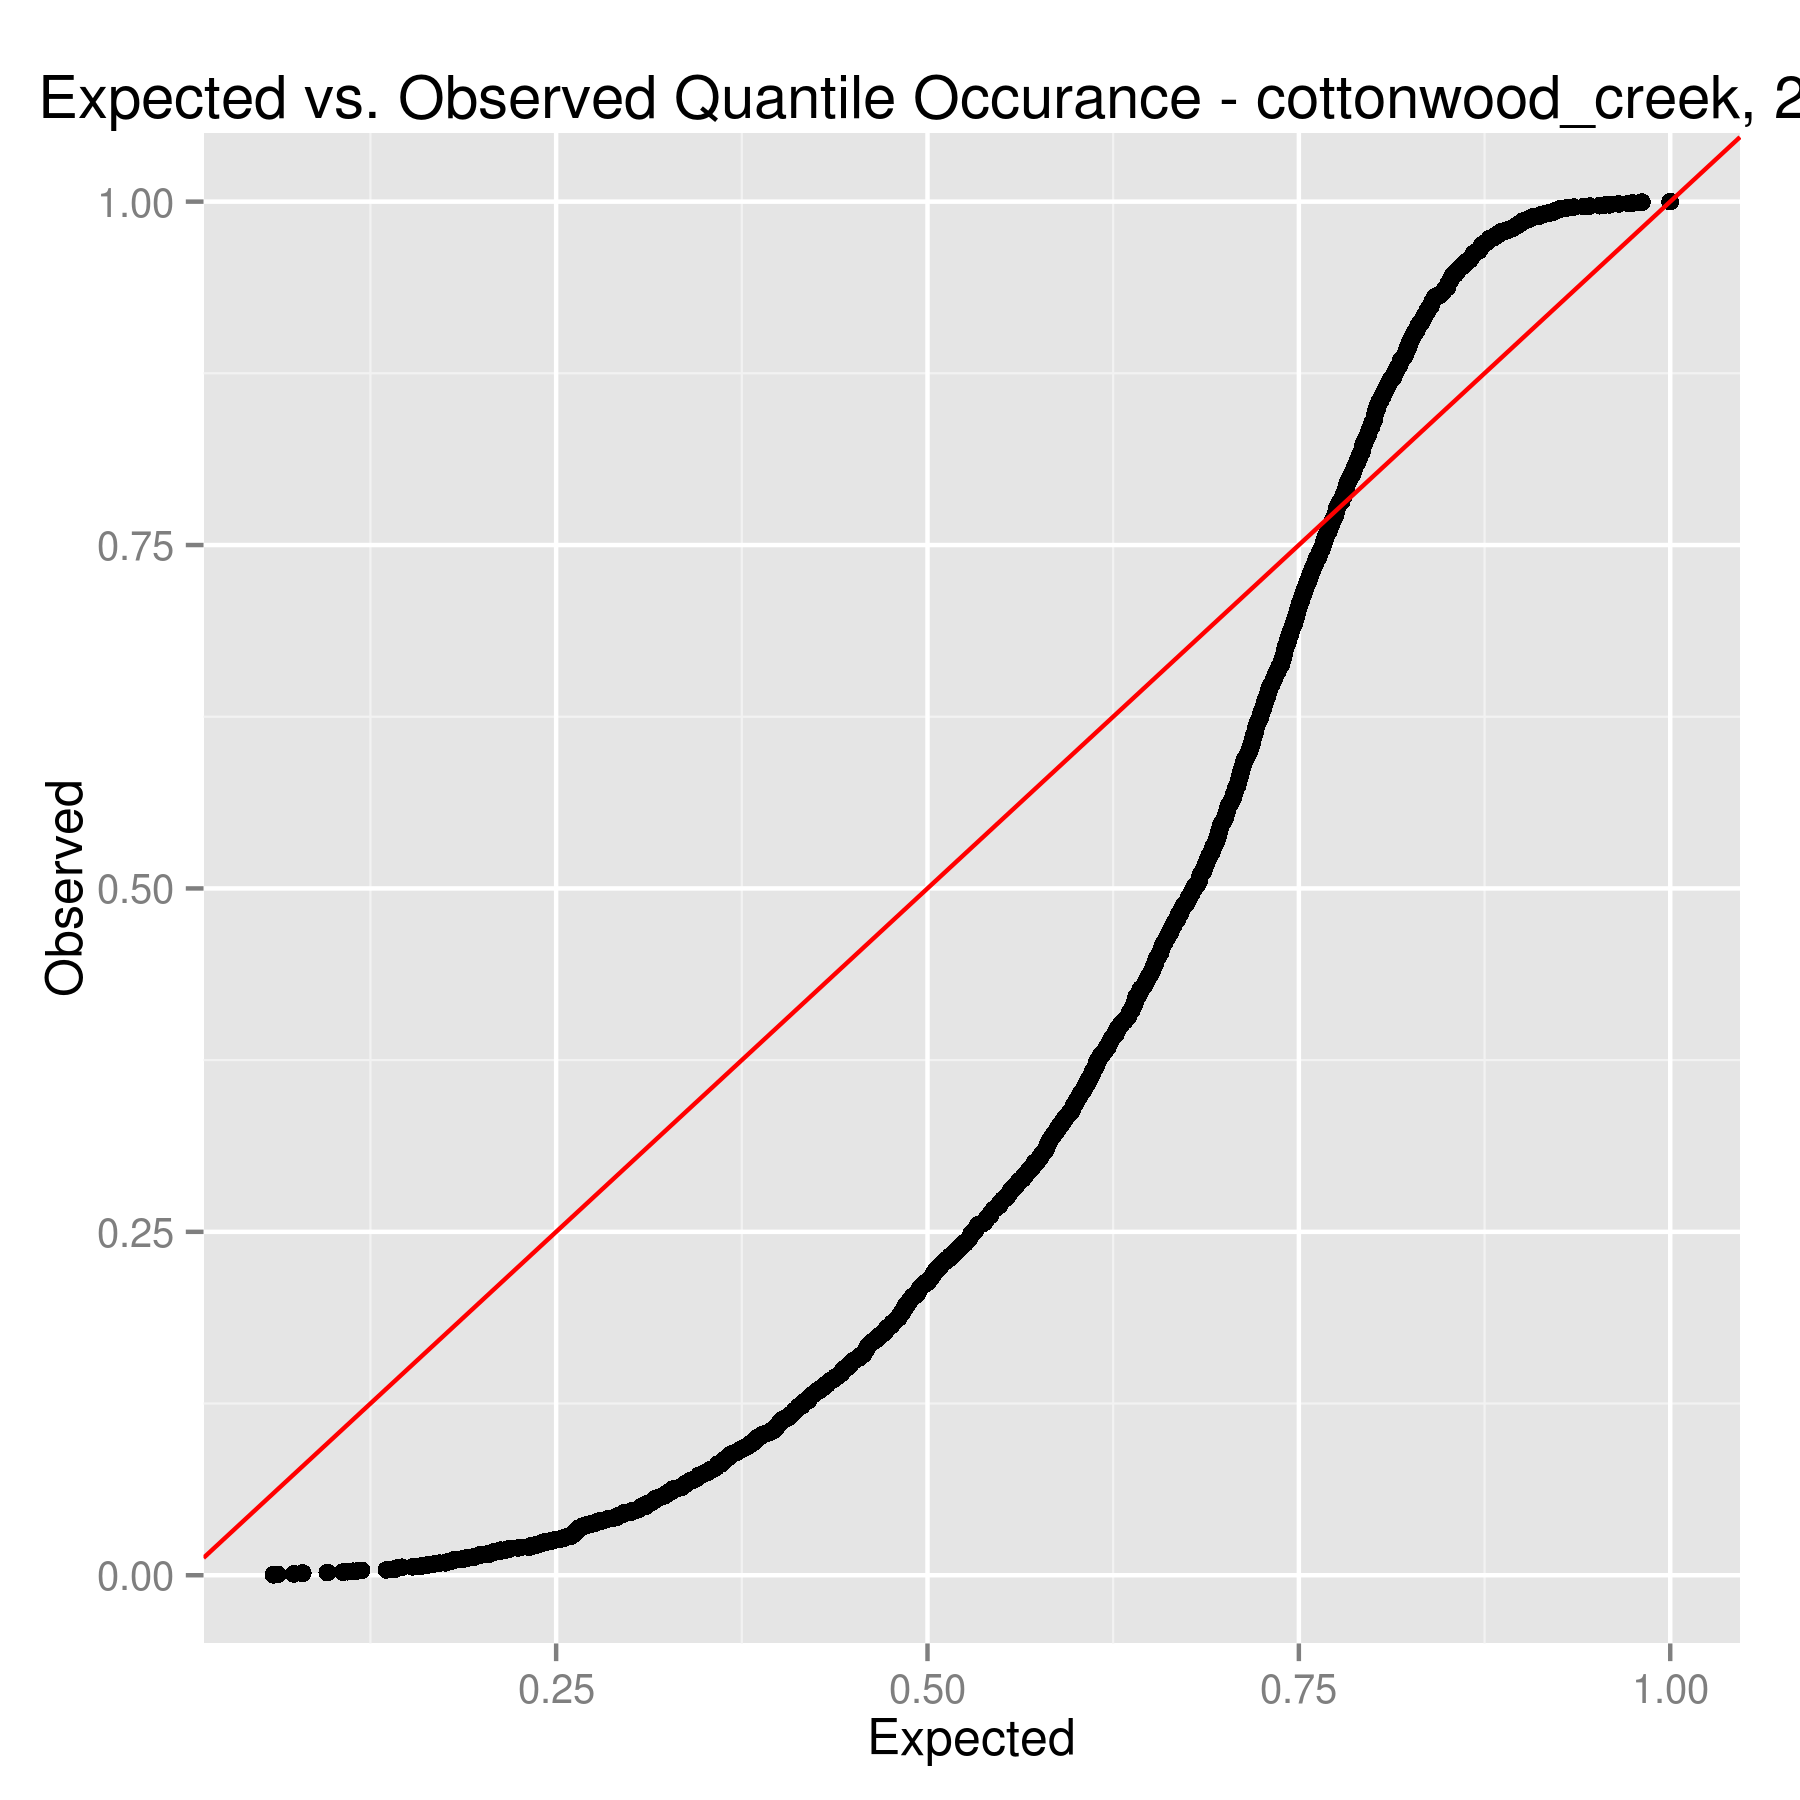 Expected vs. Observed Quantile Occurance - cottonwood_creek, 2
1.00
0.75
0.50
0.25
0.00
Observed
0.25 0.50 0.75 1.00
Expected